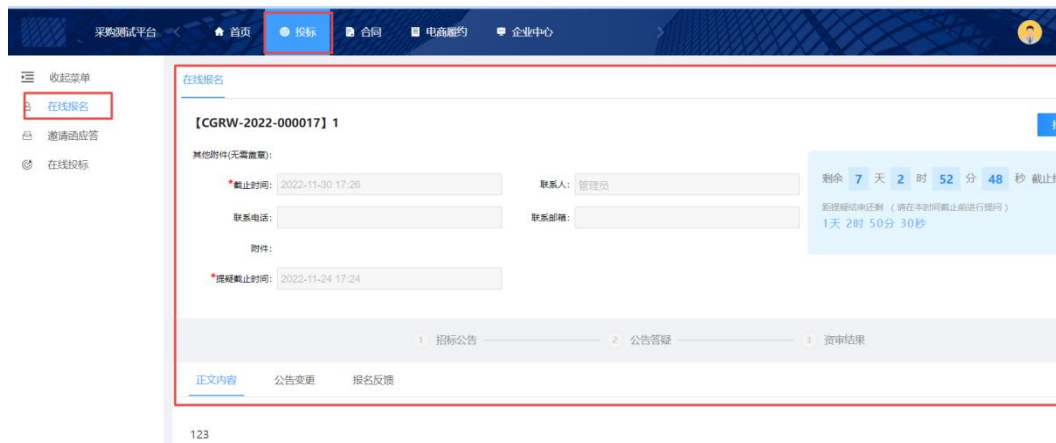 采购测试平台 首页 投标 合同 电商履约 企业中心
收起菜单
在线报名
邀请函应答
在线投标
在线报名
【CGRW-2022-000017】1
其他附件(无需盖章):
*截止时间: 2022-11-30 17:26 联系人: 管理员
联系电话: 联系邮箱:
附件:
*提疑截止时间: 2022-11-24 17:24
剩余 7 天 2 时 52 分 48 秒 截止
距提疑结束还剩 (请在本时间截止前进行提问)
1天 2时 50分 30秒
1 招标公告 2 公告答疑 3 资审结果
正文内容 公告变更 报名反馈
123